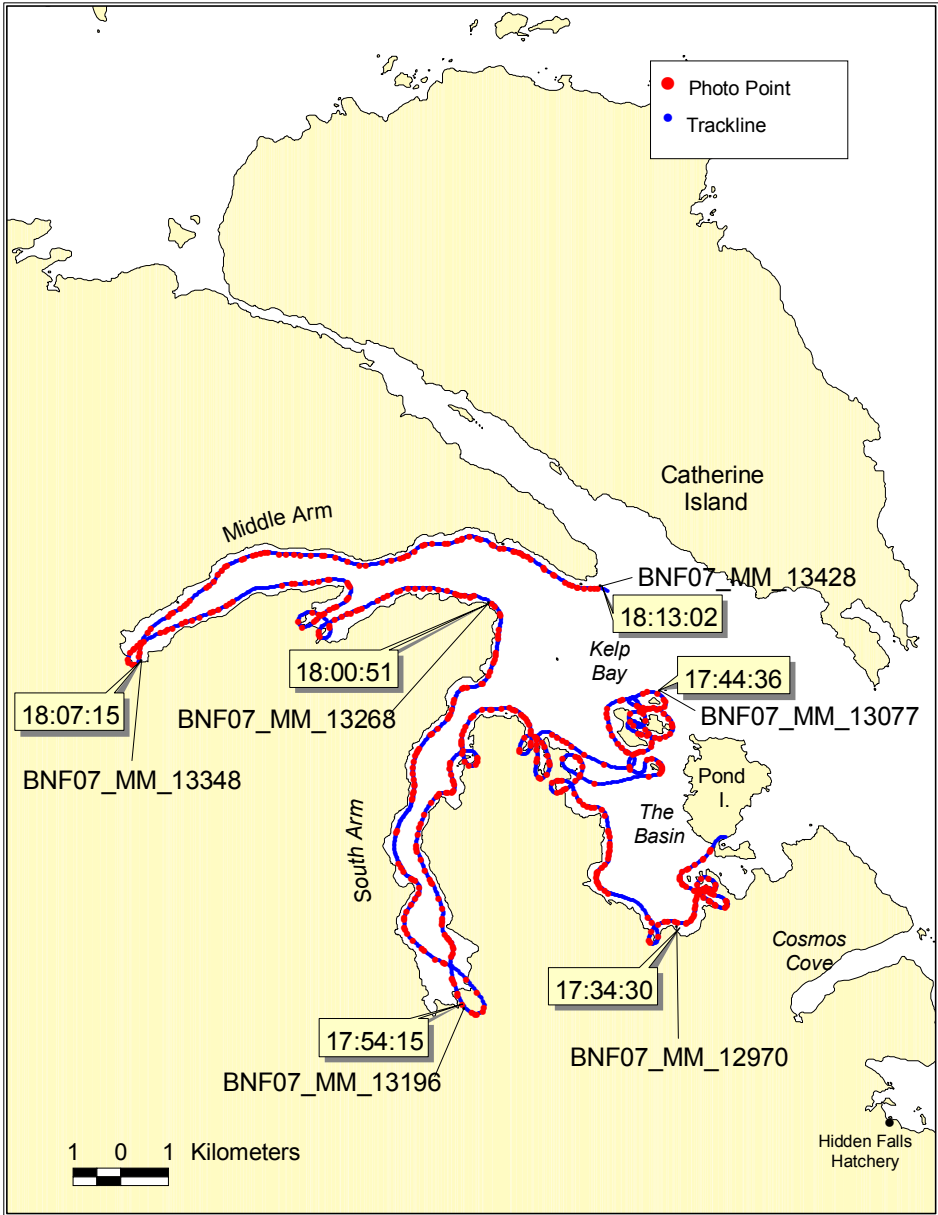 Photo Point
Trackline
Catherine
Island
Middle Arm
BNF07_MM_13428
18:13:02
Kelp
Bay
18:00:51
17:44:36
18:07:15
BNF07_MM_13268
BNF07_MM_13077
BNF07_MM_13348
Pond
I.
The
Basin
South Arm
Cosmos
Cove
17:34:30
17:54:15
BNF07_MM_12970
BNF07_MM_13196
Hidden Falls
Hatchery
1 0 1 Kilometers